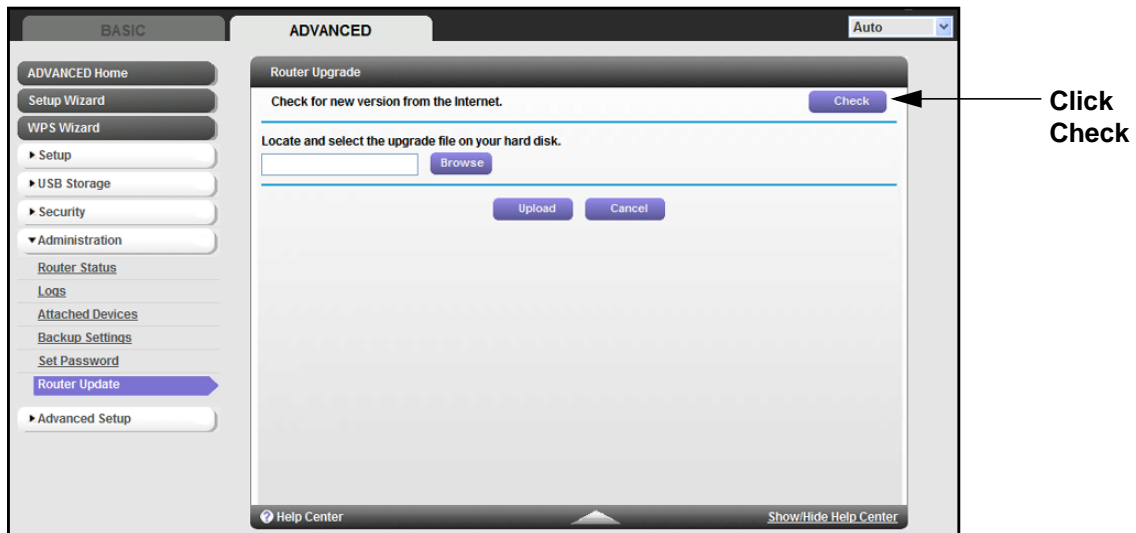 BASIC
ADVANCED
Auto
ADVANCED Home
Setup Wizard
WPS Wizard
Setup
USB Storage
Security
Administration
Router Status
Logs
Attached Devices
Backup Settings
Set Password
Router Update
Advanced Setup
Router Upgrade
Check for new version from the Internet.
Check
Locate and select the upgrade file on your hard disk.
Browse
Upload
Cancel
Help Center
Show/Hide Help Center
Click
Check